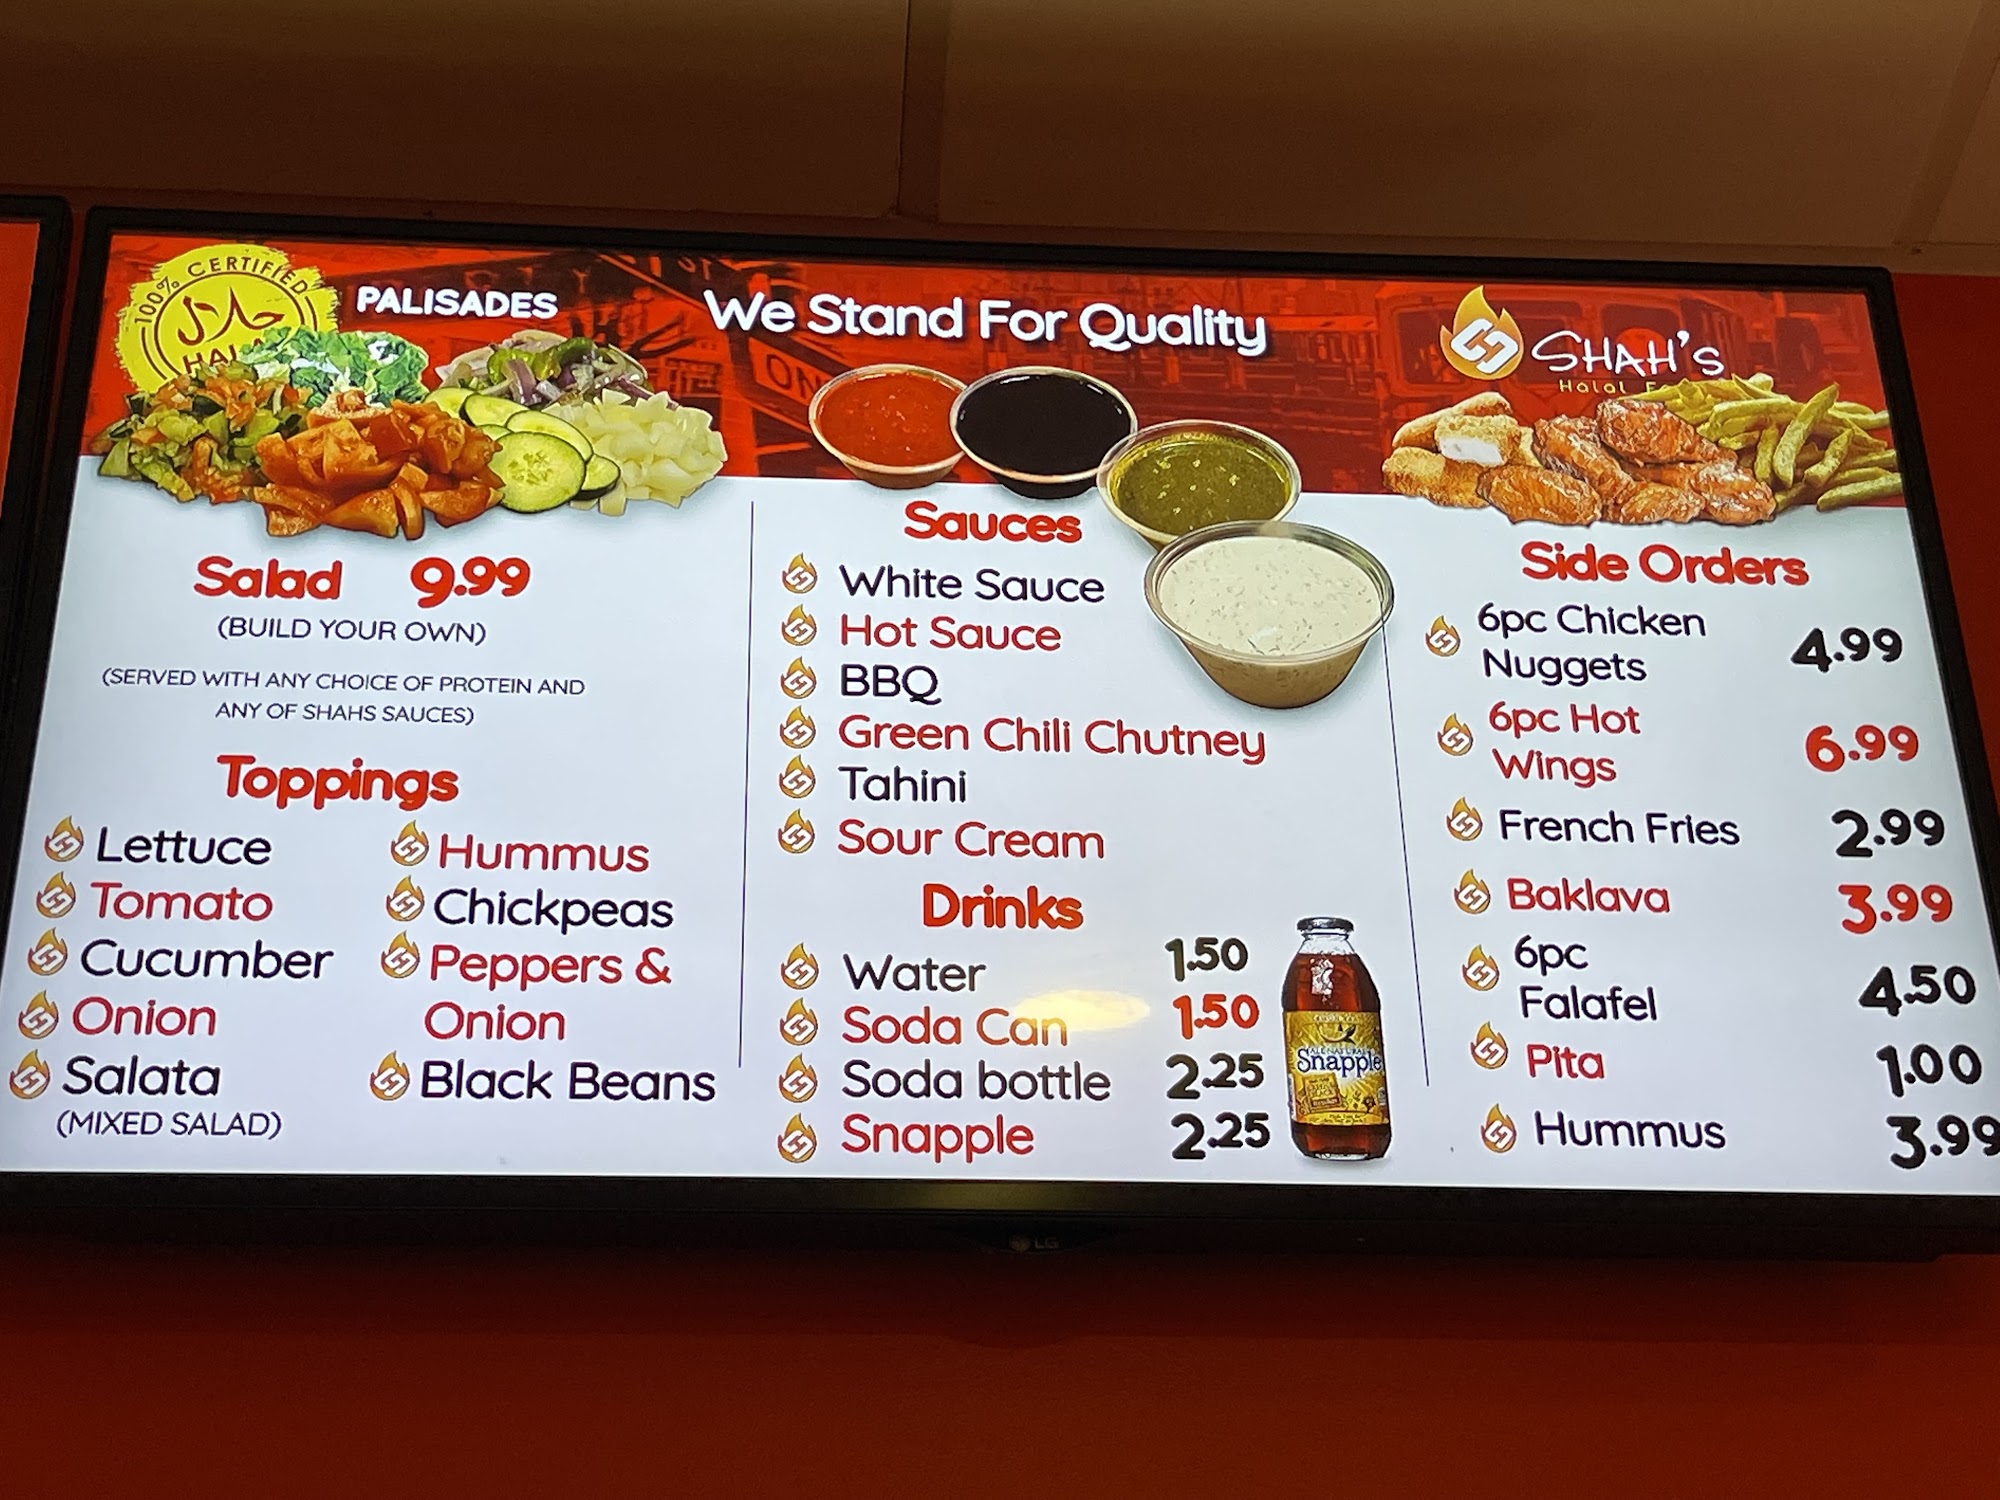 100% CERTIFIED
حلال
PALISADES
We Stand For Quality
ON
SHAH's
Halal
Salad 9.99
(BUILD YOUR OWN)
(SERVED WITH ANY CHOICE OF PROTEIN AND
ANY OF SHAHS SAUCES)
Toppings
Lettuce
Tomato
Cucumber
Onion
Salata
(MIXED SALAD)
Hummus
Chickpeas
Peppers &
Onion
Black Beans
Sauces
White Sauce
Hot Sauce
BBQ
Green Chili Chutney
Tahini
Sour Cream
Drinks
Water 1.50
Soda Can 1.50
Soda bottle 2.25
Snapple 2.25
Snapple
Side Orders
6pc Chicken
Nuggets 4.99
6pc Hot
Wings 6.99
French Fries 2.99
Baklava 3.99
6pc
Falafel 4.50
Pita 1.00
Hummus 3.99
LG